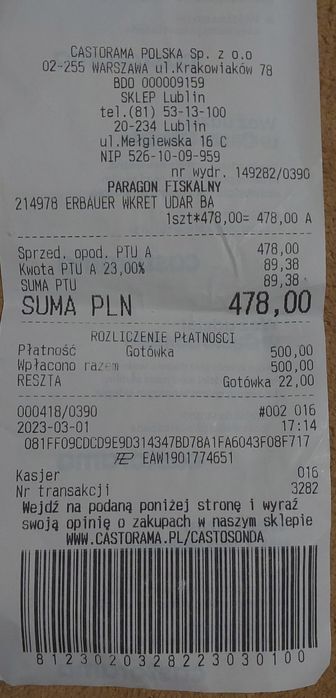 CASTORAMA POLSKA Sp. z o.o
02-255 WARSZAWA ul.Krakowiaków 78
BDO 000009159
SKLEP Lublin
tel.(81) 53-13-100
20-234 Lublin
ul.Mełgiewska 16 C
NIP 526-10-09-959
nr wydr. 149282/0390
PARAGON FISKALNY
214978 ERBAUER WKRET UDAR BA
1szt*478,00= 478,00 A
Sprzed. opod. PTU A 478,00
Kwota PTU A 23,00% 89,38
SUMA PTU 89,38
SUMA PLN 478,00
ROZLICZENIE PŁATNOŚCI
Płatność Gotówka 500,00
Wpłacono razem 500,00
RESZTA Gotówka 22,00
000418/0390 #002 016
2023-03-01 17:14
081FF09CDCD9E9D314347BD78A1FA6043F08F717
EAW1901774651
Kasjer 016
Nr transakcji 3282
Wejdź na podaną poniżej stronę i wyraź
swoją opinię o zakupach w naszym sklepie
WWW.CASTORAMA.PL/CASTOSONDA
812302032822303010 0